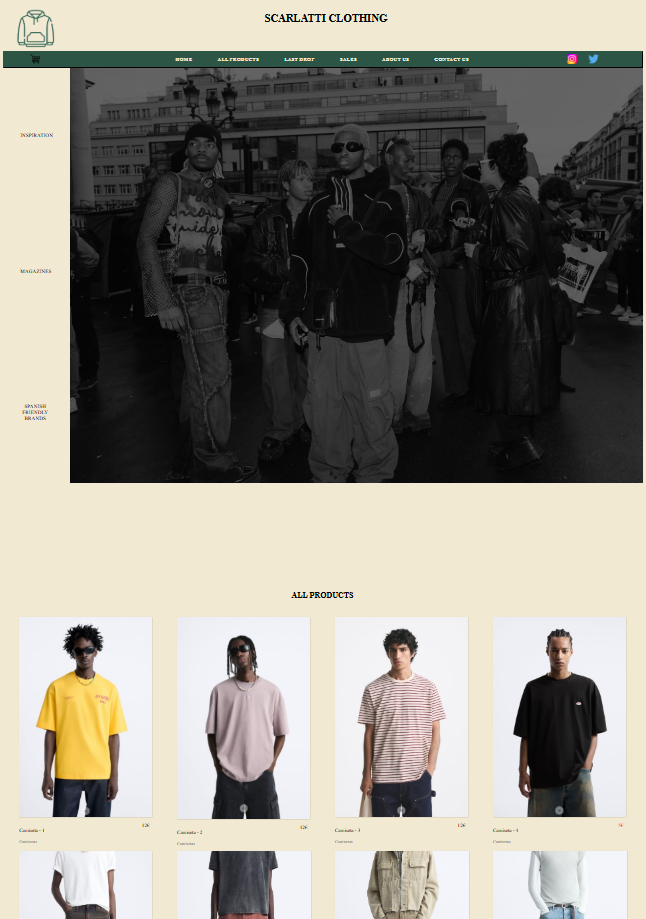 SCARLATTI CLOTHING
HOME ALL PRODUCTS LAST DROP SALES ABOUT US CONTACT US
INSPIRATION
MAGAZINES
SPANISH
FRIENDLY
BRANDS
ALL PRODUCTS
Camiseta - 1 12€
Camisetas
Camiseta - 2 12€
Camisetas
Camiseta - 3 12€
Camisetas
Camiseta - 4
Camisetas